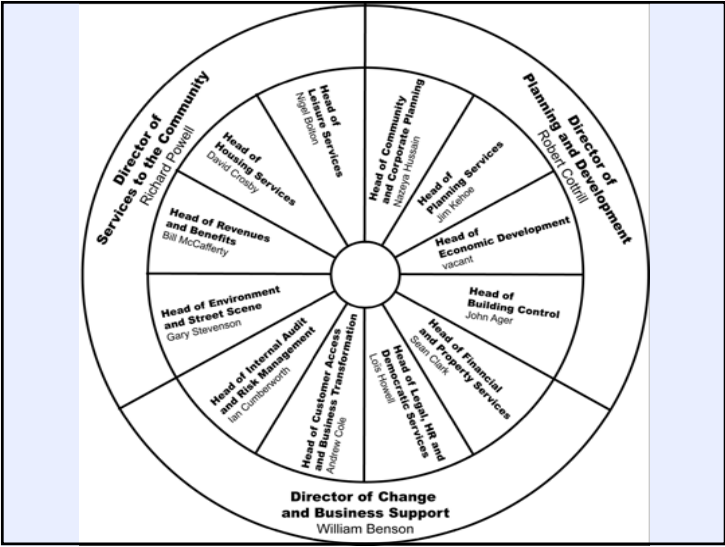 Director of
Services to the Community
Richard Powell
Director of
Planning and Development
Robert Cottrill
Director of Change
and Business Support
William Benson
Head of Community
and Corporate Planning
Nazeya Hussain
Head of
Planning Services
Jim Kehoe
Head of
Economic Development
vacant
Head of
Building Control
John Ager
Head of Financial
and Property Services
Sean Clark
Head of Legal, HR and
Democratic Services
Lois Howell
Head of Customer Access
and Business Transformation
Andrew Cole
Head of Internal Audit
and Risk Management
Ian Cumberworth
Head of Environment
and Street Scene
Gary Stevenson
Head of Revenues
and Benefits
Bill McCafferty
Head of
Housing Services
David Crosby
Head of
Leisure Services
Nigel Bolton